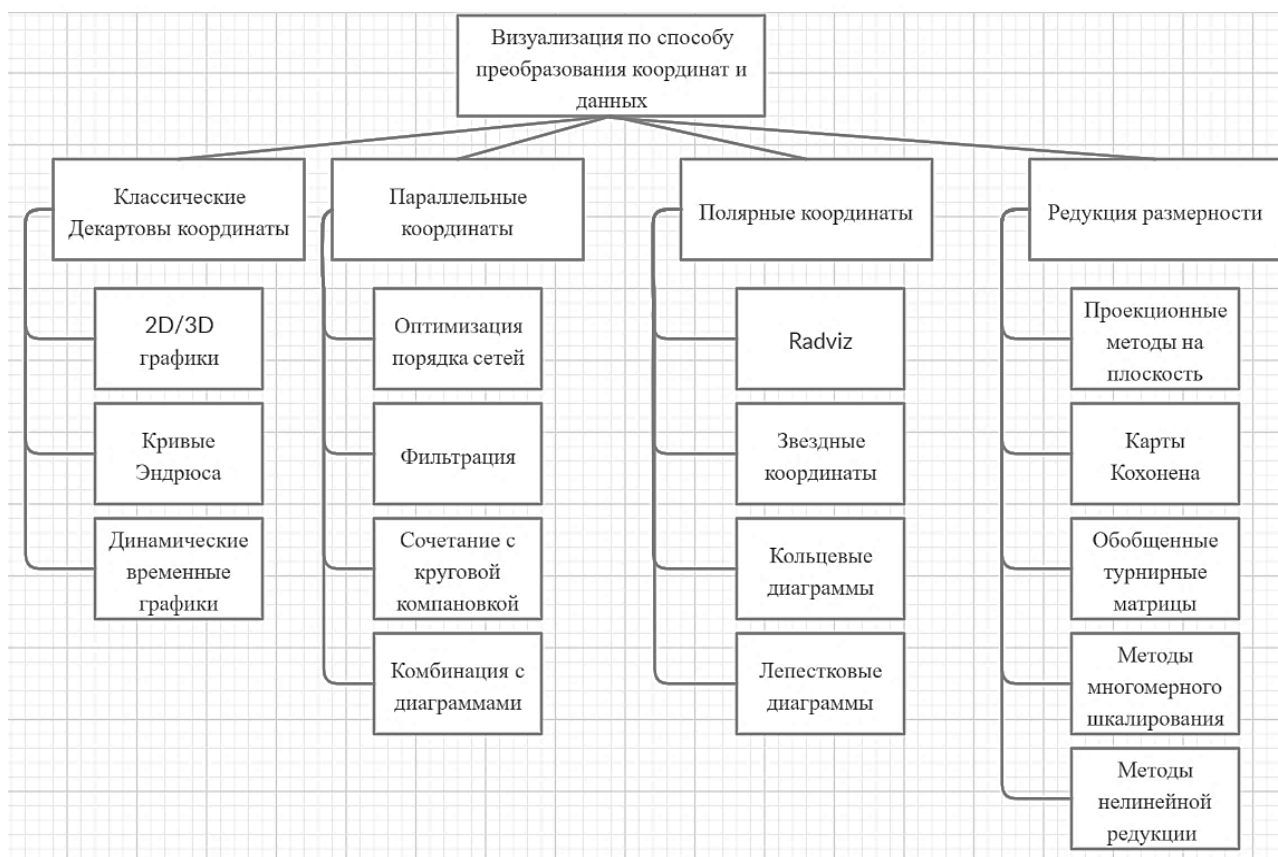 Визуализация по способу
преобразования координат и
данных
Классические
Декартовы координаты
2D/3D
графики
Кривые
Эндрюса
Динамические
временные
графики
Параллельные
координаты
Оптимизация
порядка сетей
Фильтрация
Сочетание с
круговой
компановкой
Комбинация с
диаграммами
Полярные координаты
Radviz
Звездные
координаты
Кольцевые
диаграммы
Лепестковые
диаграммы
Редукция размерности
Проекционные
методы на
плоскость
Карты
Кохонена
Обобщенные
турнирные
матрицы
Методы
многомерного
шкалирования
Методы
нелинейной
редукции